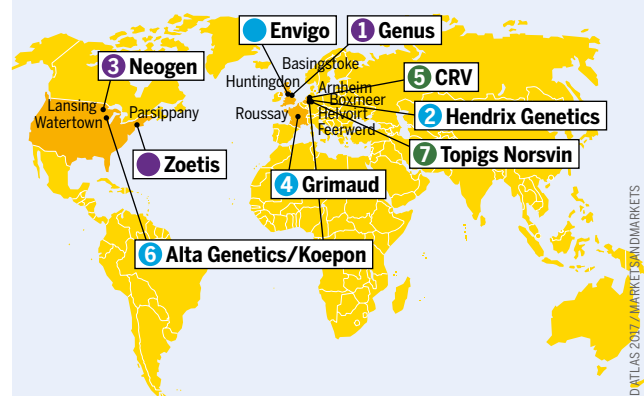 Envigo
1 Genus
Basingstoke
3 Neogen
Huntingdon
5 CRV
Arnheim
Boxmeer
Lansing
Watertown
Parsippany
Roussay
Helvoirt
Feerwerd
2 Hendrix Genetics
Zoetis
7 Topigs Norsvin
4 Grimaud
6 Alta Genetics/Koepon
ATLAS 2017 / MARKETSANDMARKETS